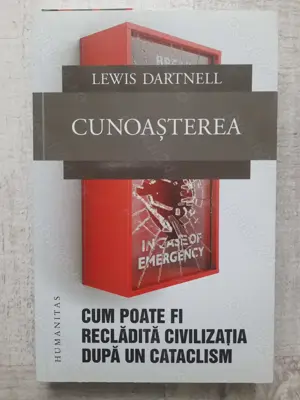 BREAK
LEWIS DARTNELL
CUNOAȘTEREA
IN CASE OF
EMERGENCY
HUMANITAS
CUM POATE FI
RECLĂDITĂ CIVILIZAȚIA
DUPĂ UN CATACLISM